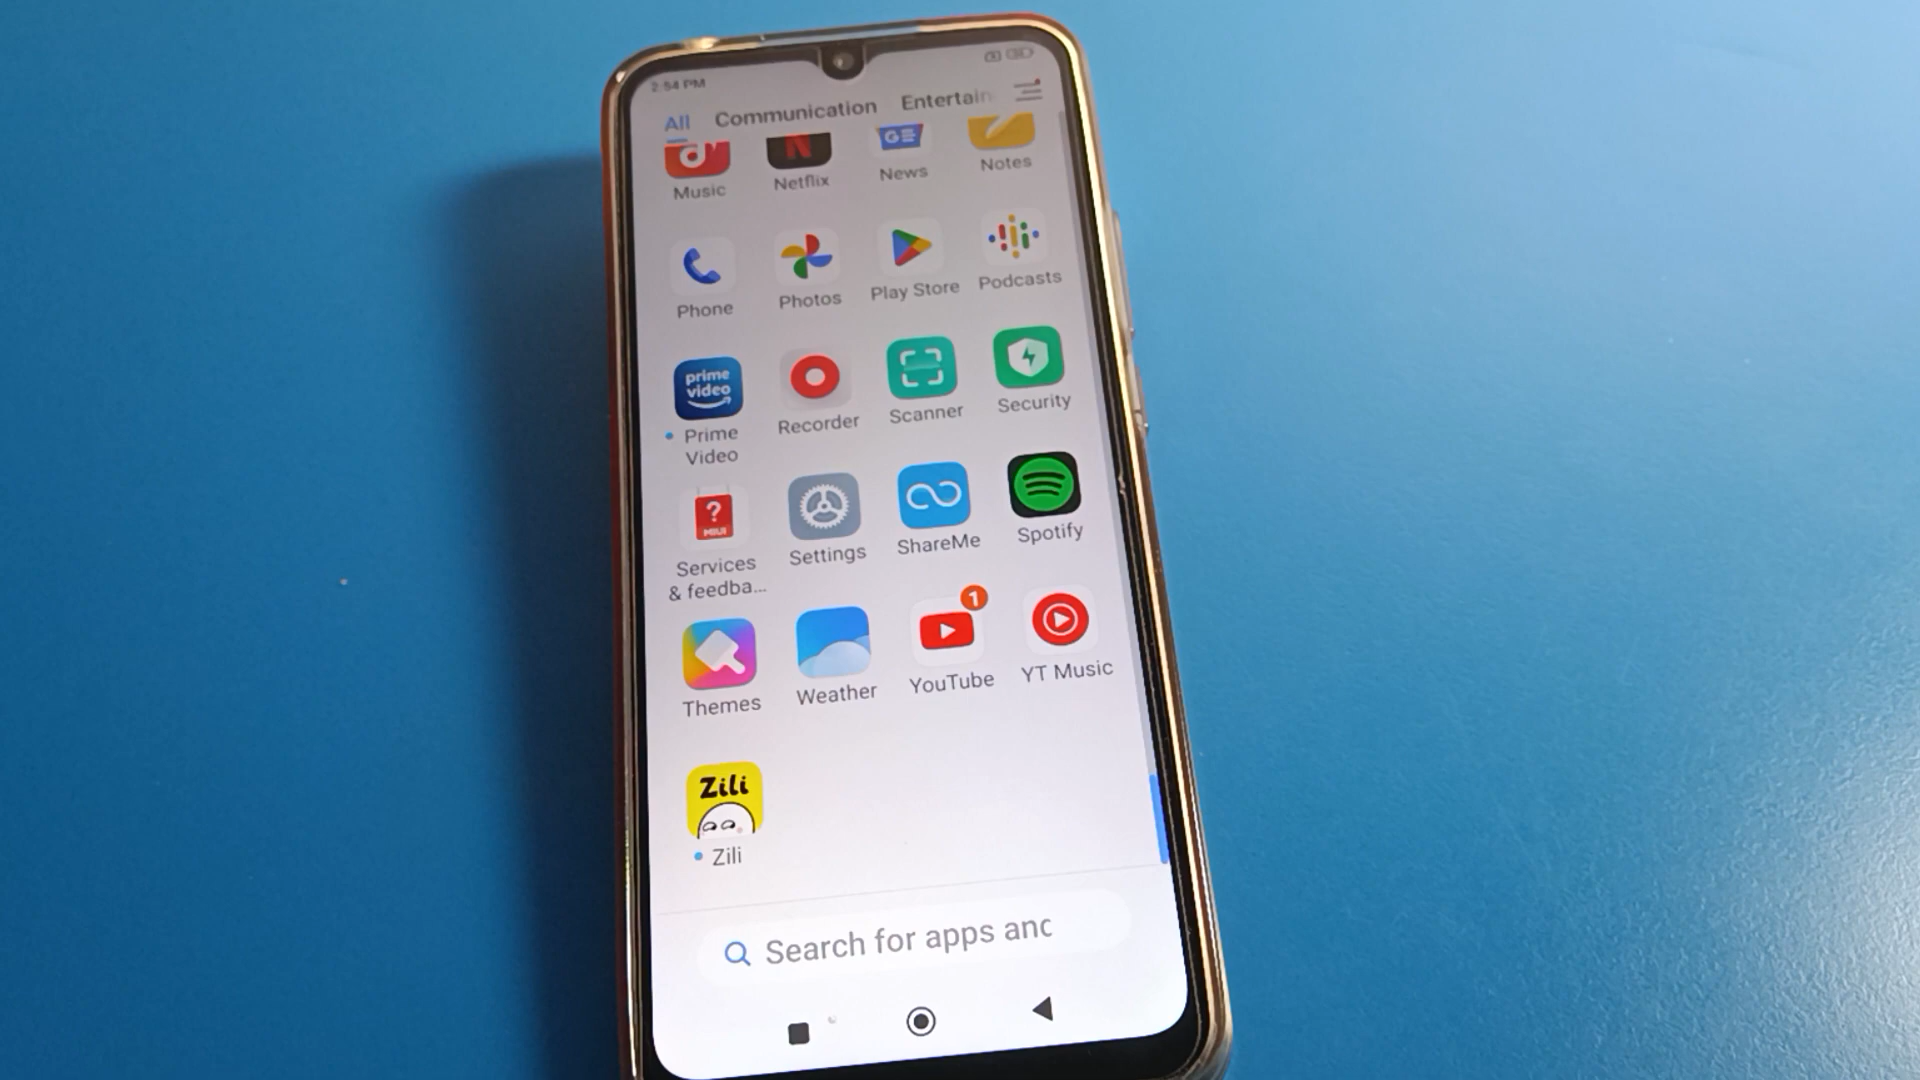 2:54 PM
All Communication Entertain
N GE
Music Netflix News Notes
Phone Photos Play Store Podcasts
prime
video
Prime
Video
Recorder Scanner Security
?
MIUI
Services
& feedba...
Settings ShareMe Spotify
1
Themes Weather YouTube YT Music
Zili
Zili
Search for apps anc